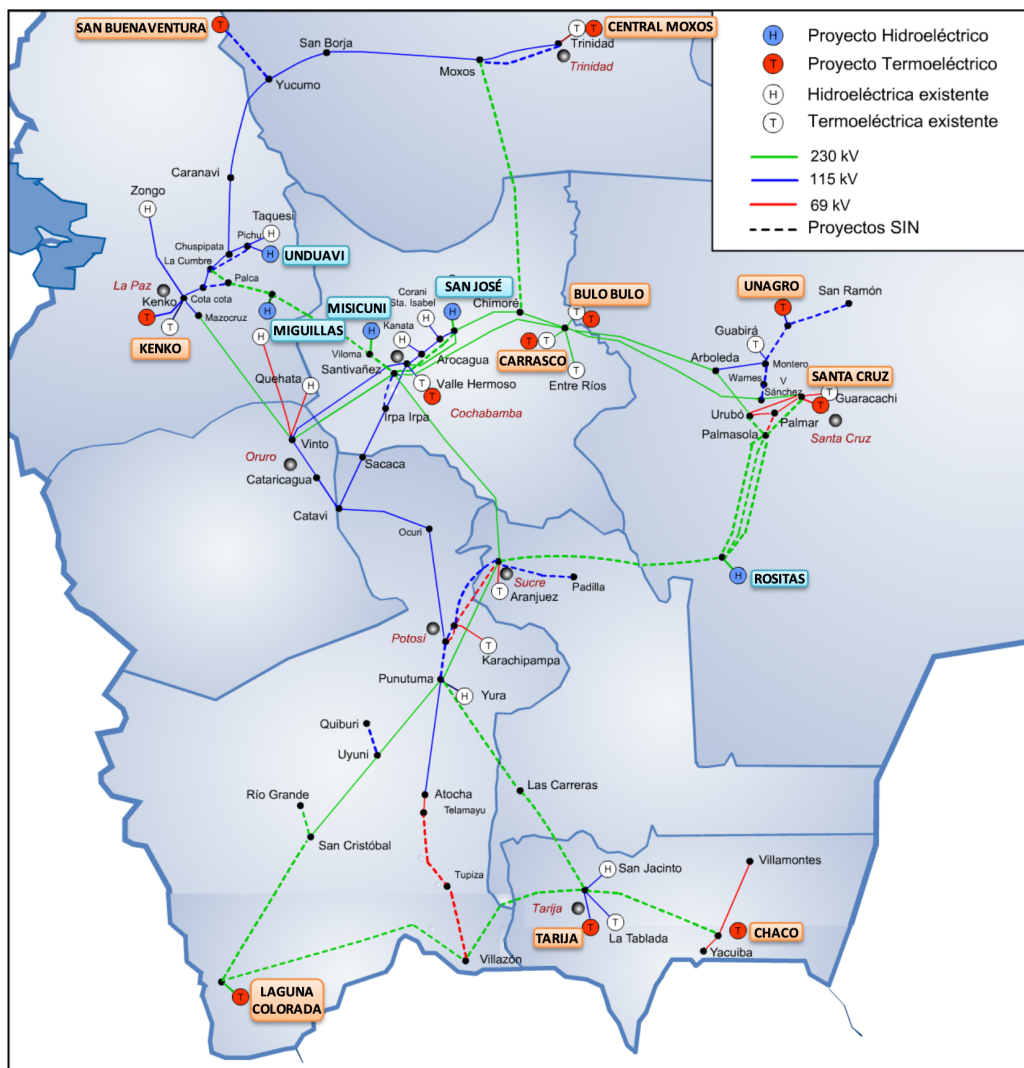 SAN BUENAVENTURA
T
San Borja
Yucumo
Moxos
T
T
CENTRAL MOXOS
Trinidad
Trinidad
H
Proyecto Hidroeléctrico
T
Proyecto Termoeléctrico
H
Hidroeléctrica existente
T
Termoeléctrica existente
230 kV
115 kV
69 kV
Proyectos SIN
Caranavi
Zongo
H
Taquesi
H
Pichu
H
UNDUAVI
Chuspipata
La Cumbre
Palca
La Paz
Kenko
Cota cota
T
T
KENKO
Mazocruz
H
MIGUILLAS
H
MISICUNI
H
Viloma
Santivañez
Corani
Sta. Isabel
H
Kanata
H
SAN JOSÉ
H
Chimoré
Arocagua
T
Valle Hermoso
T
Cochabamba
BULO BULO
T
T
T
T
CARRASCO
T
Entre Ríos
UNAGRO
T
San Ramón
Guabirá
T
Montero
Arboleda
Warnes
V
Sánchez
SANTA CRUZ
T
Guaracachi
T
Urubó
Palmar
Santa Cruz
Palmasola
Quehata
H
Irpa Irpa
Vinto
Oruro
Sacaca
Cataricagua
Catavi
Ocuri
Sucre
T
Aranjuez
Padilla
H
ROSITAS
Potosí
T
Karachipampa
Punutuma
H
Yura
Quiburi
Uyuni
Las Carreras
Río Grande
Atocha
Telamayu
San Cristóbal
H
San Jacinto
Villamontes
Tupiza
Tarija
TARIJA
T
T
La Tablada
T
CHACO
Yacuiba
Villazón
T
LAGUNA
COLORADA